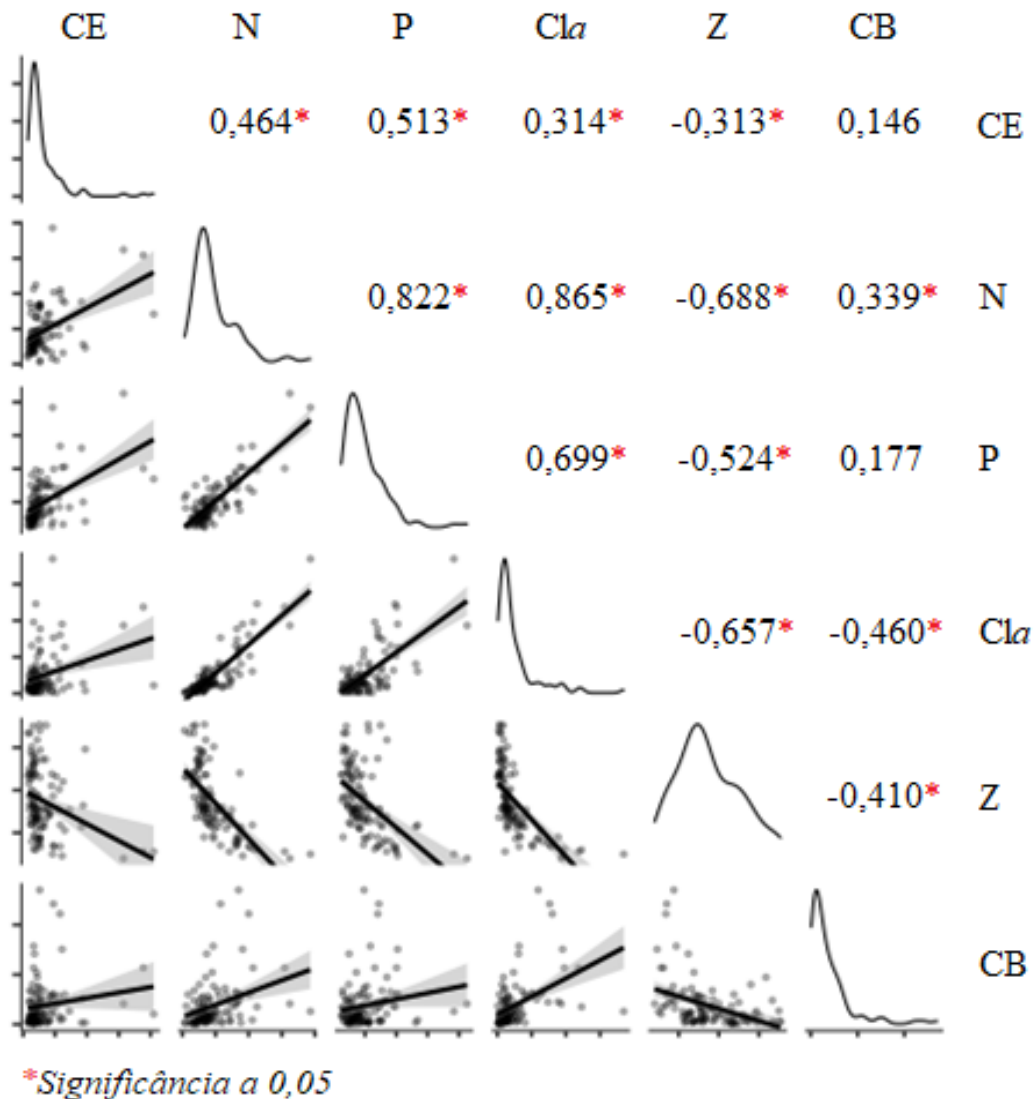 CE N P Cla Z CB
0,464* 0,513* 0,314* -0,313* 0,146 CE
0,822* 0,865* -0,688* 0,339* N
0,699* -0,524* 0,177 P
-0,657* -0,460* Cla
-0,410* Z
CB
*Significância a 0,05